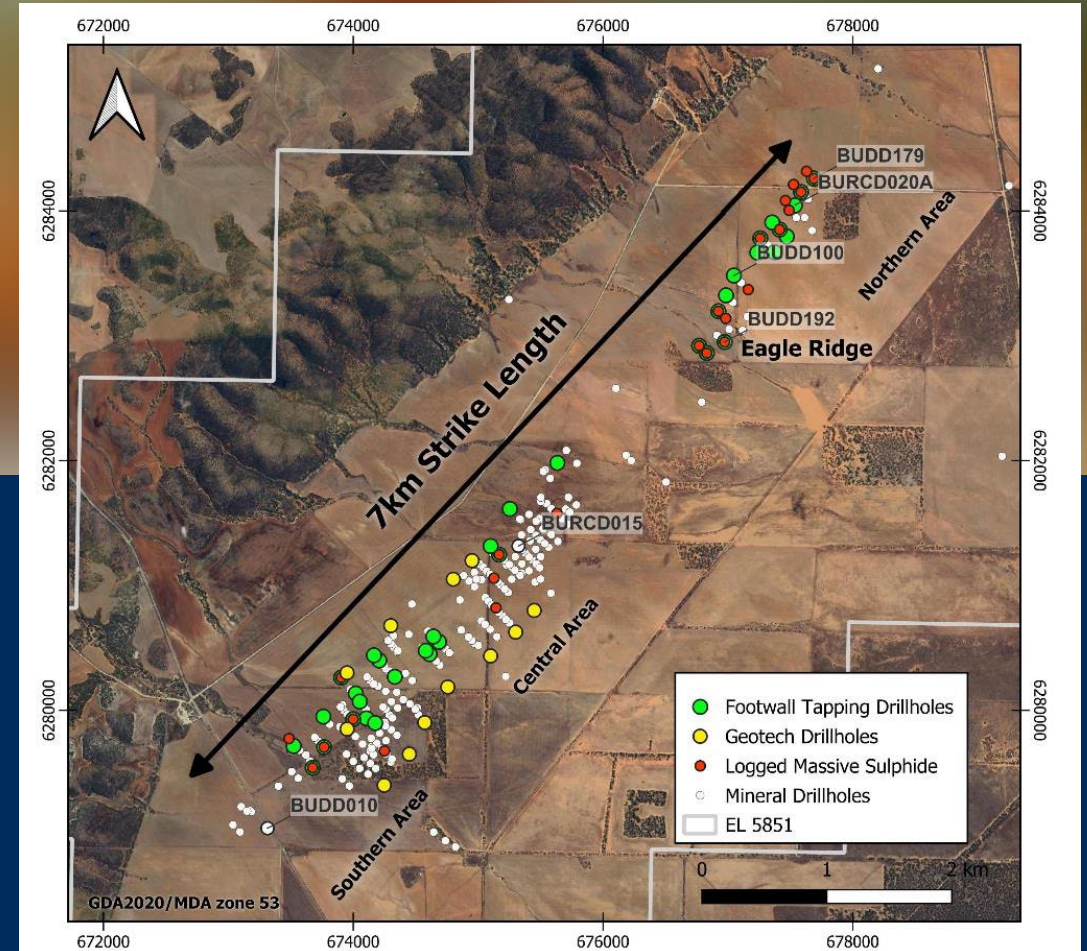 672000
674000
676000
678000
6284000
6284000
BUDD179
BURCD020A
Northern Area
BUDD100
BUDD192
Eagle Ridge
7km Strike Length
6282000
6282000
BURCD015
Central Area
6280000
6280000
BUDD010
Southern Area
Footwall Tapping Drillholes
Geotech Drillholes
Logged Massive Sulphide
Mineral Drillholes
EL 5851
0 1 2 km
GDA2020/MDA zone 53
672000
674000
676000
678000